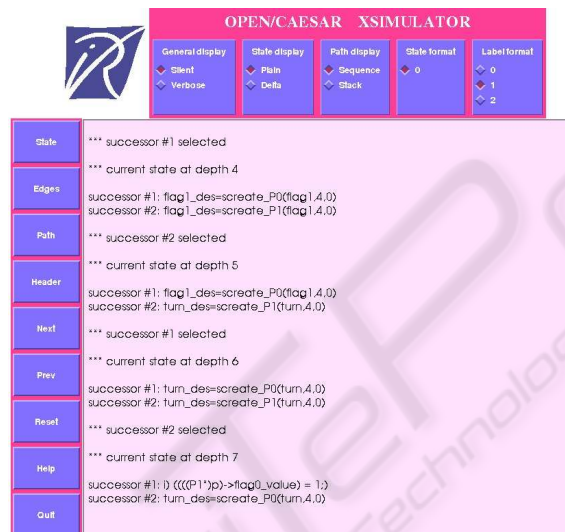 OPEN/CAESAR XSIMULATOR
General display
Silent
Verbose
State display
Plain
Delta
Path display
Sequence
Stack
State format
0
Label format
0
1
2
State
Edges
Path
Header
Next
Prev
Reset
Help
Quit
*** successor #1 selected
*** current state at depth 4
successor #1: flag1_des=screate_P0(flag1,4,0)
successor #2: flag1_des=screate_P1(flag1,4,0)
*** successor #2 selected
*** current state at depth 5
successor #1: flag1_des=screate_P0(flag1,4,0)
successor #2: turn_des=screate_P1(turn,4,0)
*** successor #1 selected
*** current state at depth 6
successor #1: turn_des=screate_P0(turn,4,0)
successor #2: turn_des=screate_P1(turn,4,0)
*** successor #2 selected
*** current state at depth 7
successor #1: i) ((((P1*)p)->flag0_value) = 1;)
successor #2: turn_des=screate_P0(turn,4,0)